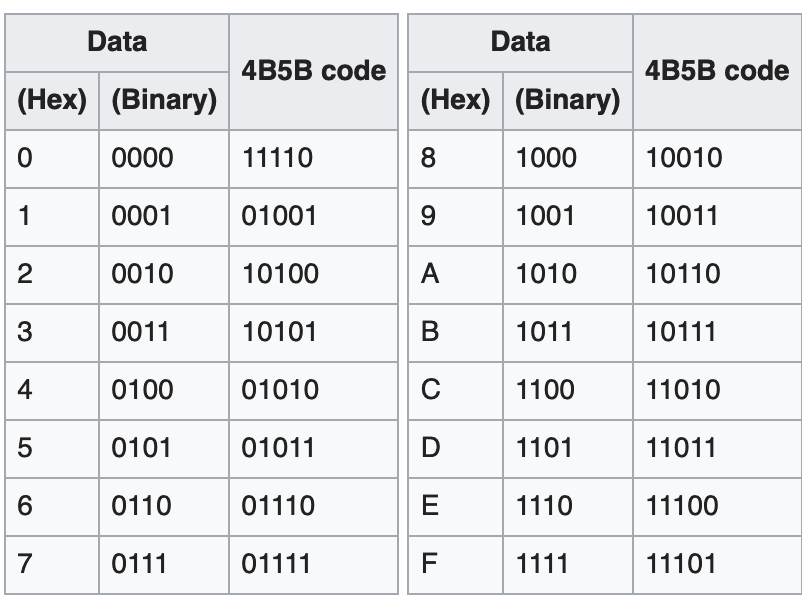 Data 4B5B code Data 4B5B code
(Hex) (Binary) (Hex) (Binary)
0 0000 11110 8 1000 10010
1 0001 01001 9 1001 10011
2 0010 10100 A 1010 10110
3 0011 10101 B 1011 10111
4 0100 01010 C 1100 11010
5 0101 01011 D 1101 11011
6 0110 01110 E 1110 11100
7 0111 01111 F 1111 11101